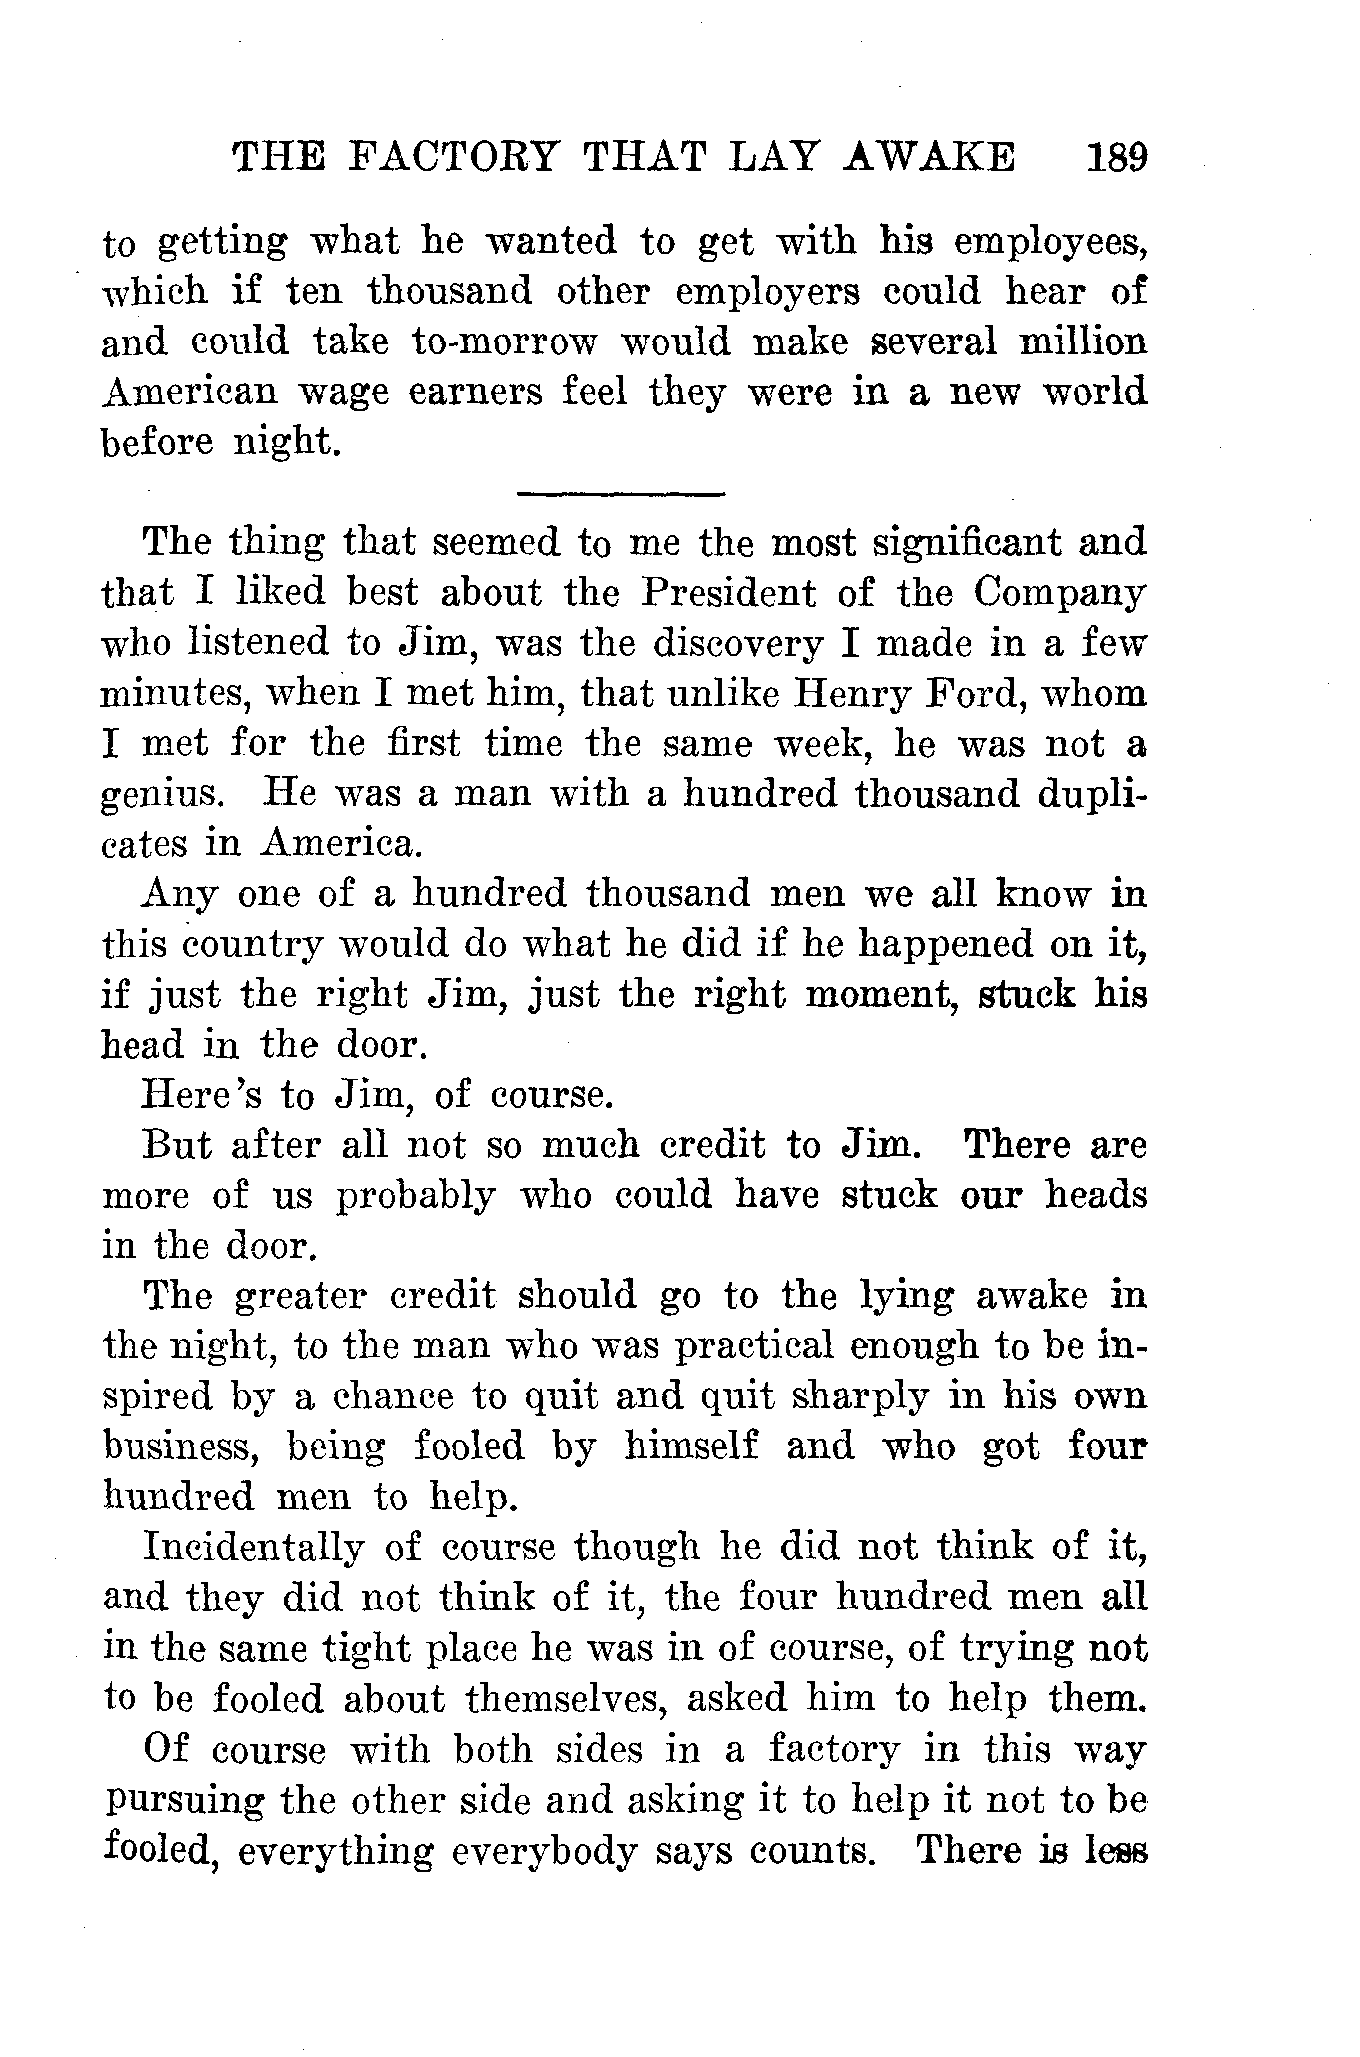 THE FACTORY THAT LAY AWAKE 189
to getting what he wanted to get with his employees,
which if ten thousand other employers could hear of
and could take to-morrow would make several million
American wage earners feel they were in a new world
before night.
The thing that seemed to me the most significant and
that I liked best about the President of the Company
who listened to Jim, was the discovery I made in a few
minutes, when I met him, that unlike Henry Ford, whom
I met for the first time the same week, he was not a
genius. He was a man with a hundred thousand dupli-
cates in America.
Any one of a hundred thousand men we all know in
this country would do what he did if he happened on it,
if just the right Jim, just the right moment, stuck his
head in the door.
Here's to Jim, of course.
But after all not so much credit to Jim. There are
more of us probably who could have stuck our heads
in the door.
The greater credit should go to the lying awake in
the night, to the man who was practical enough to be in-
spired by a chance to quit and quit sharply in his own
business, being fooled by himself and who got four
hundred men to help.
Incidentally of course though he did not think of it,
and they did not think of it, the four hundred men all
in the same tight place he was in of course, of trying not
to be fooled about themselves, asked him to help them.
Of course with both sides in a factory in this way
pursuing the other side and asking it to help it not to be
fooled, everything everybody says counts. There is less